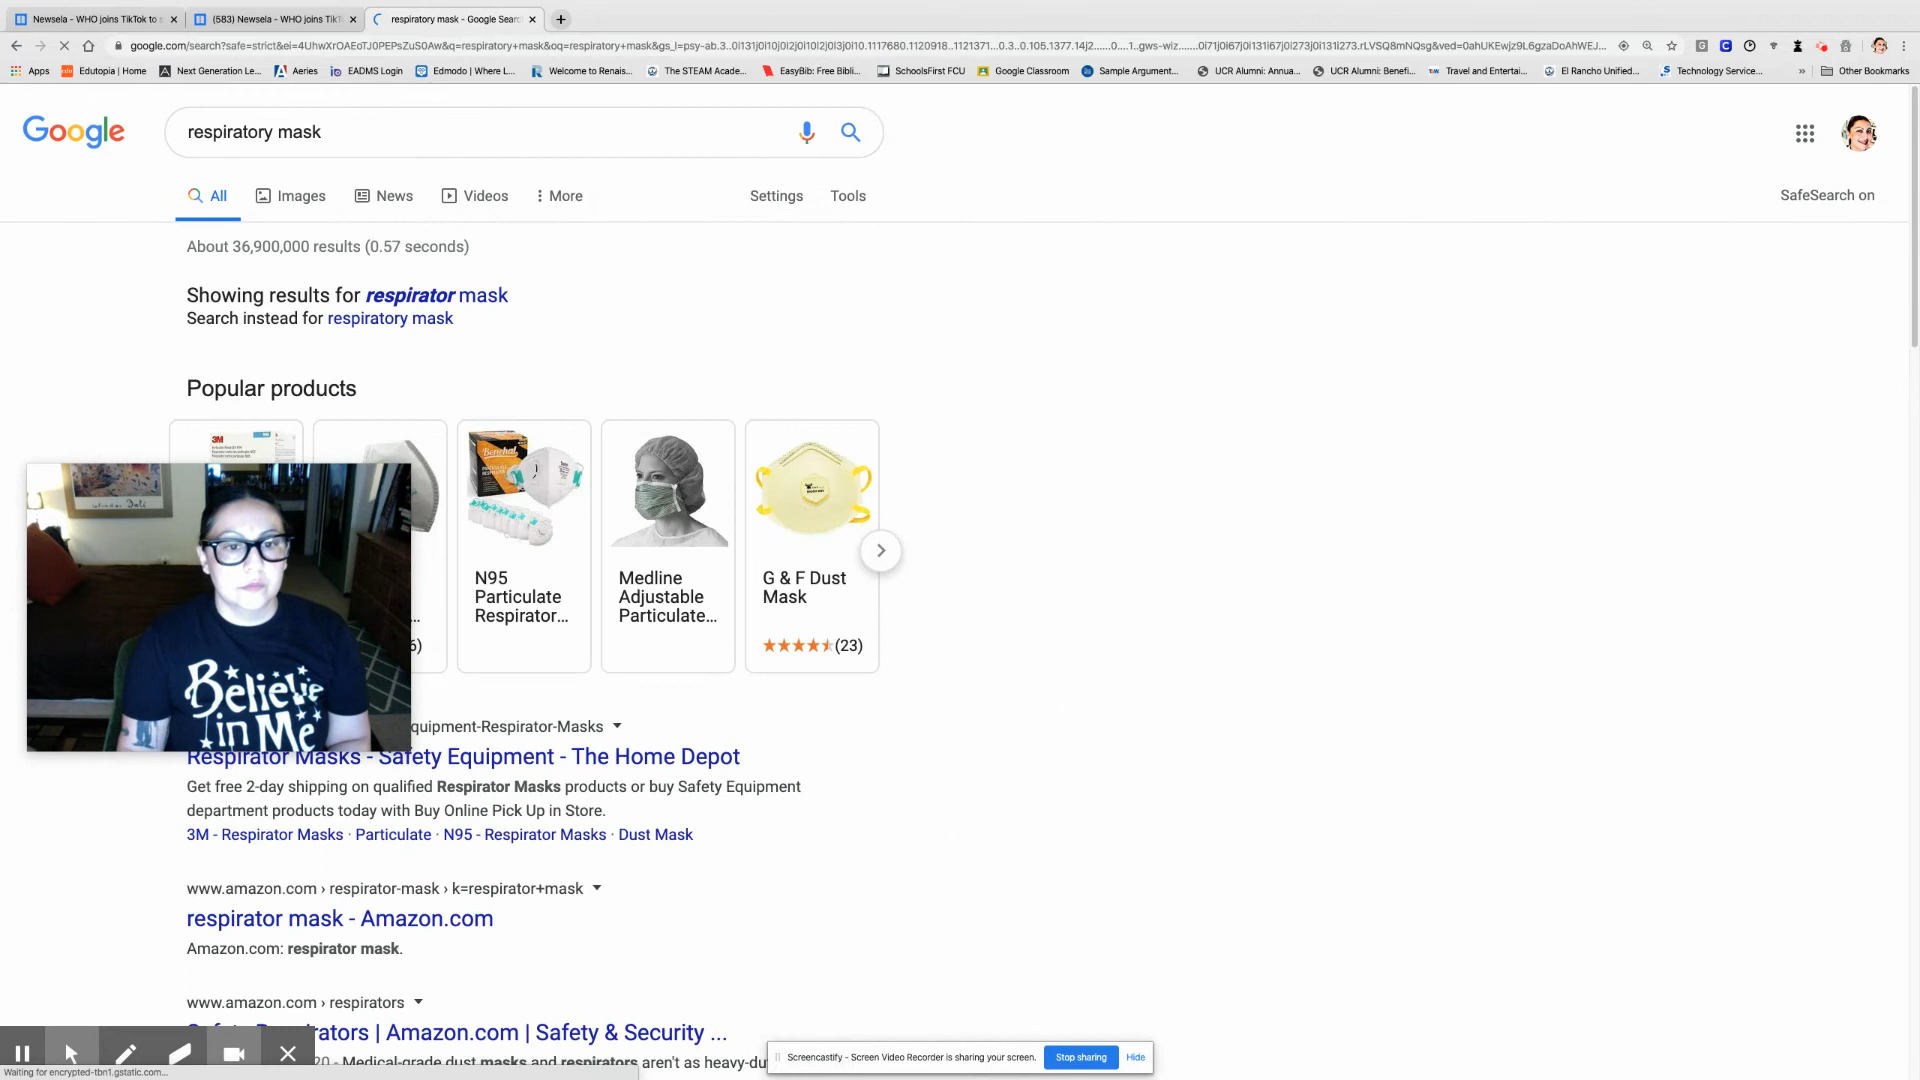 Newsela - WHO joins TikTok to s
(583) Newsela - WHO joins TikT
respiratory mask - Google Searc
google.com/search?safe=strict&ei=4UhwXrOAEoTJ0PEPsZuS0Aw&q=respiratory+mask&oq=respiratory+mask&gs_l=psy-ab.3..0i131j0i10j0i2j0i10i2j0l3j0i10.1117680.1120918..1121371...0.3..0.105.1377.14j2......0....1..gws-wiz.......0i71j0i67j0i131i67j0i273j0i131i273.rLVSQ8mNQsg&ved=0ahUKEwjz9L6gzaDoAhWEJ...
Apps Edutopia | Home Next Generation Le... Aeries EADMS Login Edmodo | Where L... Welcome to Renais... The STEAM Acade... EasyBib: Free Bibli... SchoolsFirst FCU Google Classroom Sample Argument... UCR Alumni: Annua... UCR Alumni: Benefi... Travel and Entertai... El Rancho Unified... Technology Service... » Other Bookmarks
Google
respiratory mask
All Images News Videos More Settings Tools
SafeSearch on
About 36,900,000 results (0.57 seconds)
Showing results for respirator mask
Search instead for respiratory mask
Popular products
3M
Benehal
N95
Particulate
Respirator...
Medline
Adjustable
Particulate...
G & F Dust
Mask
...
6)
(23)
Believe
in Me
quipment-Respirator-Masks
Respirator Masks - Safety Equipment - The Home Depot
Get free 2-day shipping on qualified Respirator Masks products or buy Safety Equipment
department products today with Buy Online Pick Up in Store.
3M - Respirator Masks · Particulate · N95 - Respirator Masks · Dust Mask
www.amazon.com › respirator-mask › k=respirator+mask
respirator mask - Amazon.com
Amazon.com: respirator mask.
www.amazon.com › respirators
Safety Respirators | Amazon.com | Safety & Security ...
20 - Medical-grade dust masks and respirators aren't as heavy-du
Screencastify - Screen Video Recorder is sharing your screen. Stop sharing Hide
Waiting for encrypted-tbn1.gstatic.com...